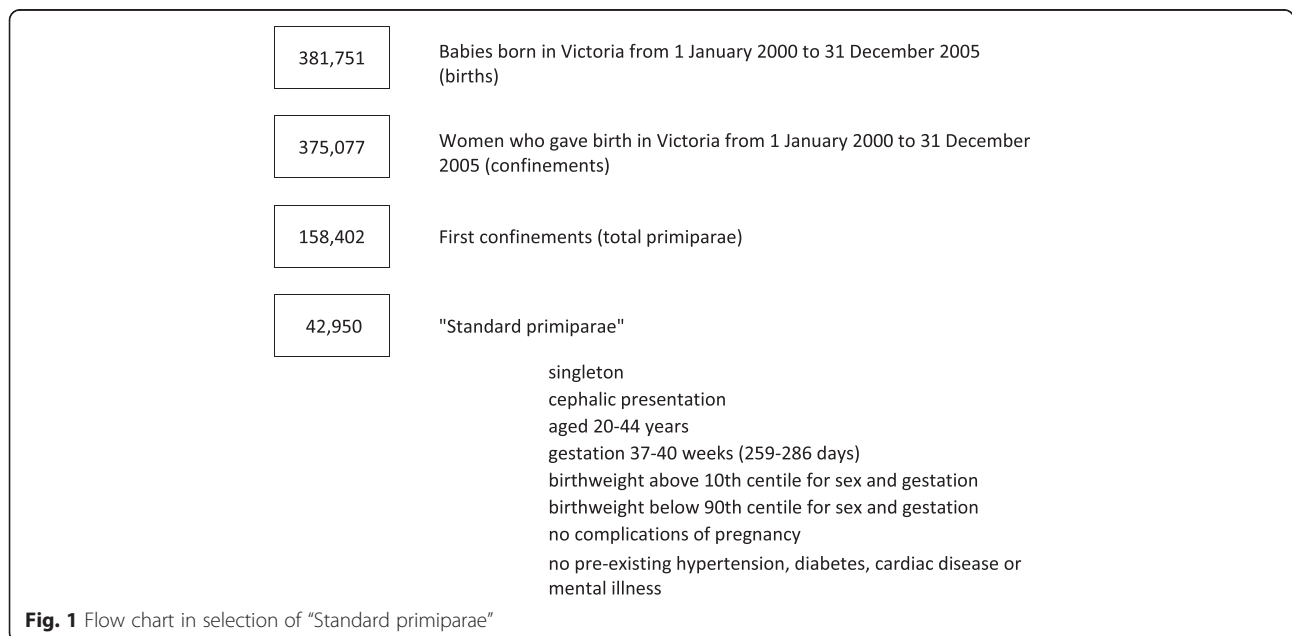 381,751
Babies born in Victoria from 1 January 2000 to 31 December 2005
(births)
375,077
Women who gave birth in Victoria from 1 January 2000 to 31 December
2005 (confinements)
158,402
First confinements (total primiparae)
42,950
"Standard primiparae"
singleton
cephalic presentation
aged 20-44 years
gestation 37-40 weeks (259-286 days)
birthweight above 10th centile for sex and gestation
birthweight below 90th centile for sex and gestation
no complications of pregnancy
no pre-existing hypertension, diabetes, cardiac disease or
mental illness
Fig. 1 Flow chart in selection of “Standard primiparae”